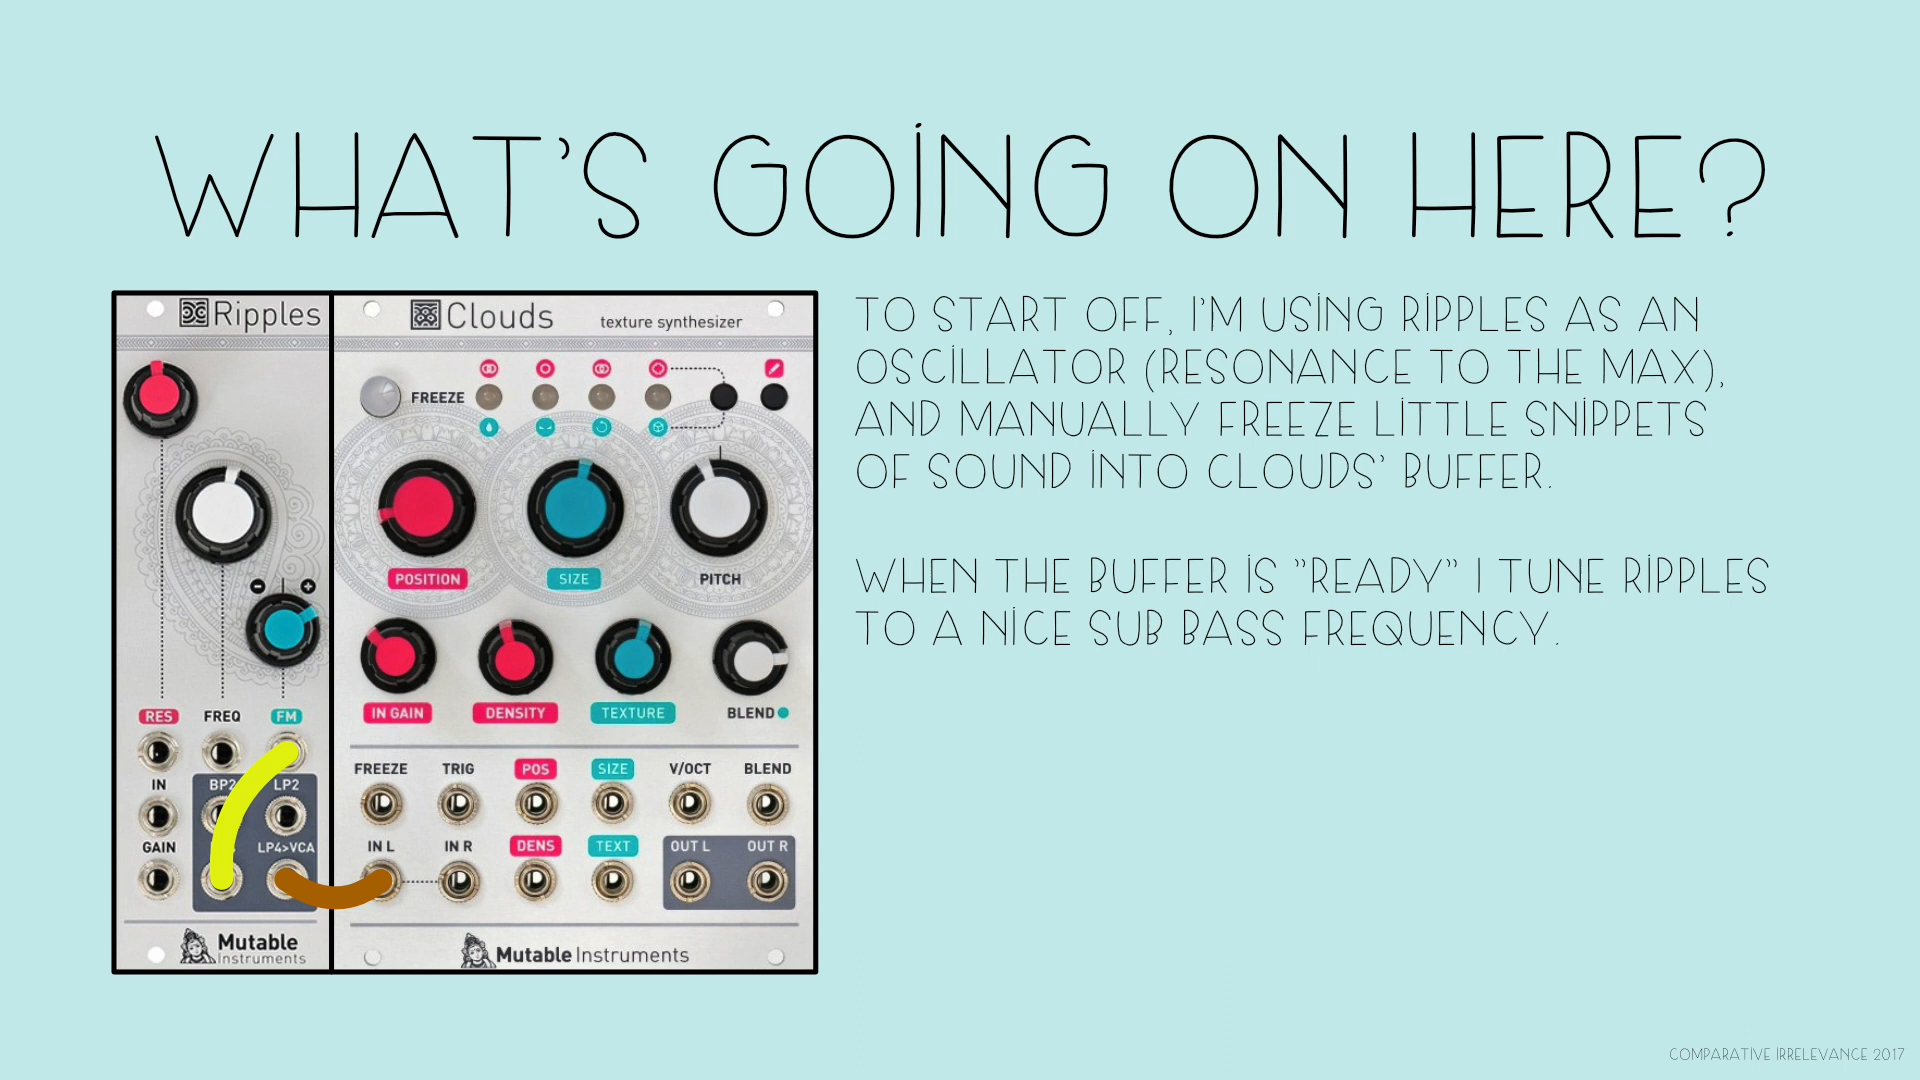 WHAT'S GOING ON HERE?
Ripples
Clouds texture synthesizer
FREEZE
POSITION SIZE PITCH
IN GAIN DENSITY TEXTURE BLEND
RES FREQ FM
IN BP2 LP2
GAIN LP4>VCA
FREEZE TRIG POS SIZE V/OCT BLEND
IN L IN R DENS TEXT OUT L OUT R
Mutable
Instruments
Mutable Instruments
TO START OFF, I'M USING RIPPLES AS AN
OSCILLATOR (RESONANCE TO THE MAX),
AND MANUALLY FREEZE LITTLE SNIPPETS
OF SOUND INTO CLOUDS' BUFFER.
WHEN THE BUFFER IS "READY" I TUNE RIPPLES
TO A NICE SUB BASS FREQUENCY.
COMPARATIVE IRRELEVANCE 2017